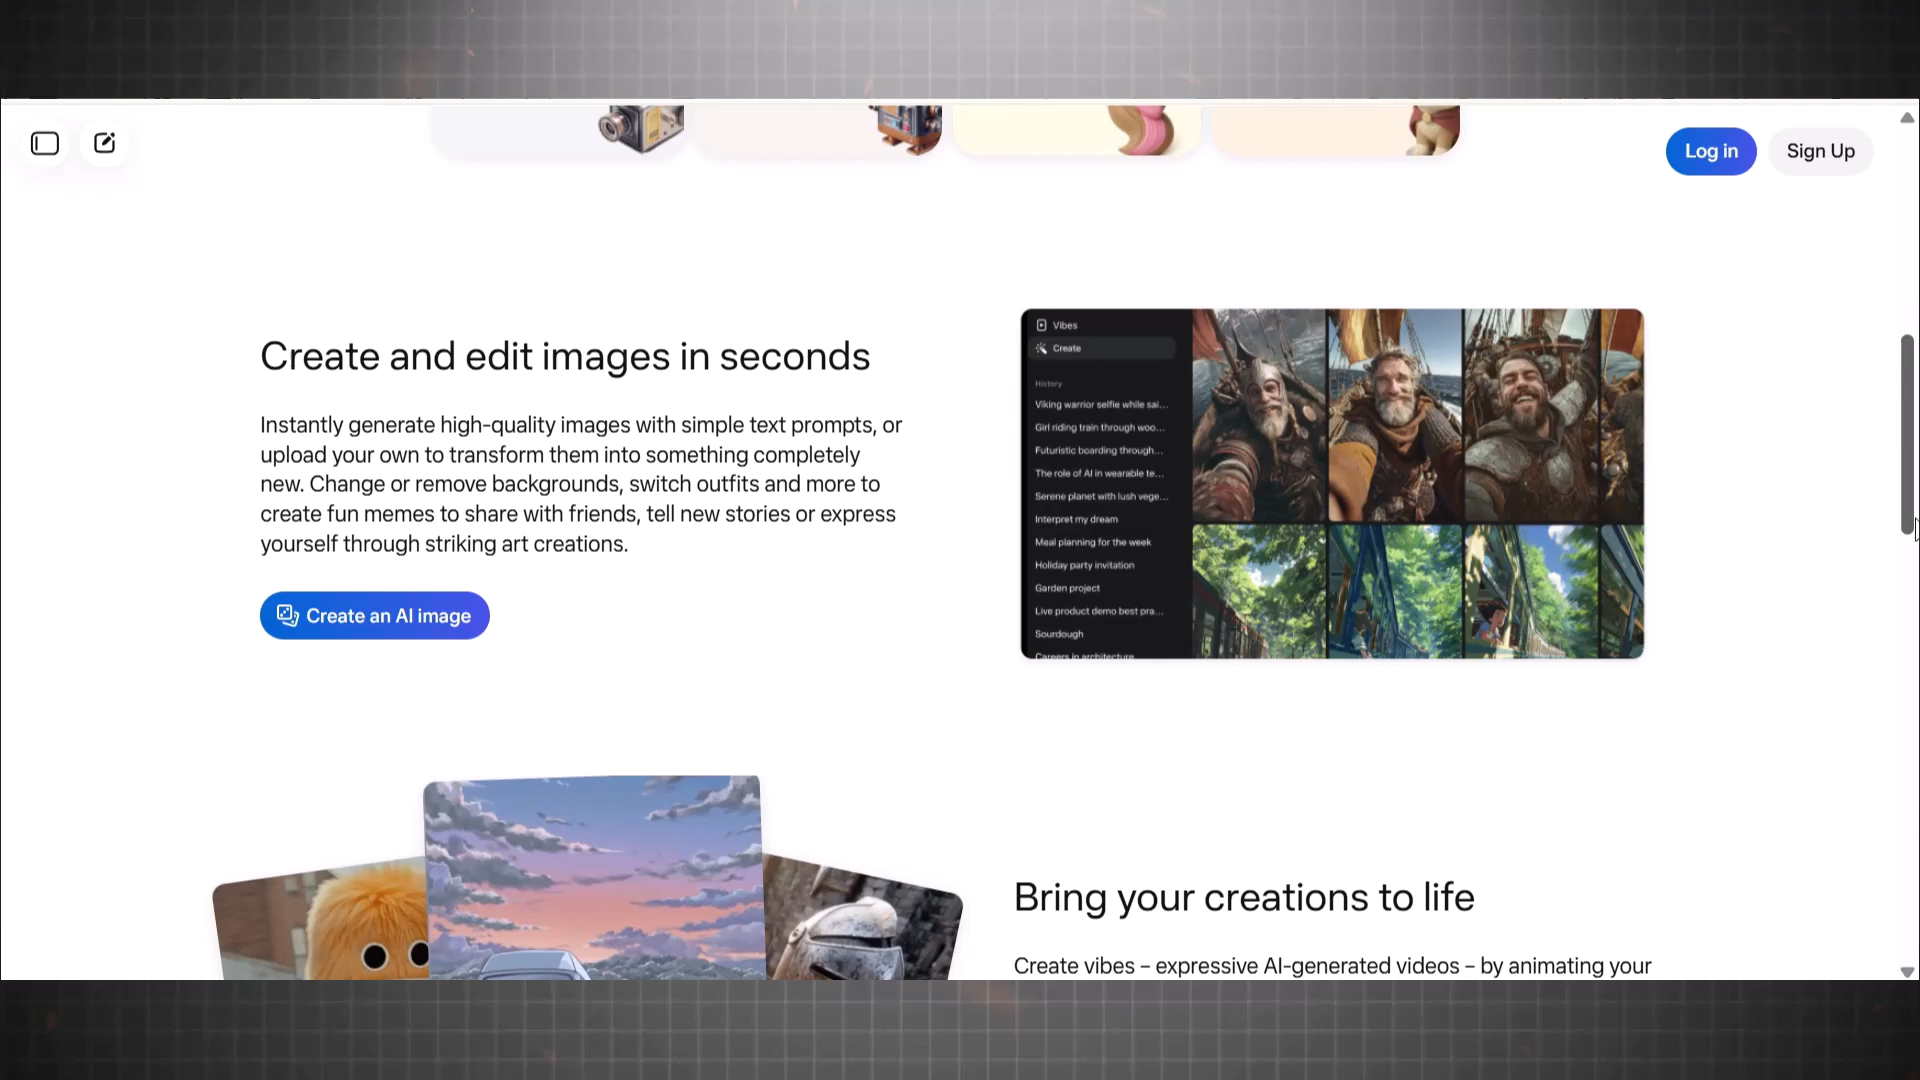 Log in
Sign Up
Create and edit images in seconds
Instantly generate high-quality images with simple text prompts, or
upload your own to transform them into something completely
new. Change or remove backgrounds, switch outfits and more to
create fun memes to share with friends, tell new stories or express
yourself through striking art creations.
Create an AI image
Vibes
Create
History
Viking warrior selfie while sai...
Girl riding train through woo...
Futuristic boarding through...
The role of AI in wearable te...
Serene planet with lush vege...
Interpret my dream
Meal planning for the week
Holiday party invitation
Garden project
Live product demo best pra...
Sourdough
Careers in architecture
Bring your creations to life
Create vibes – expressive AI-generated videos – by animating your